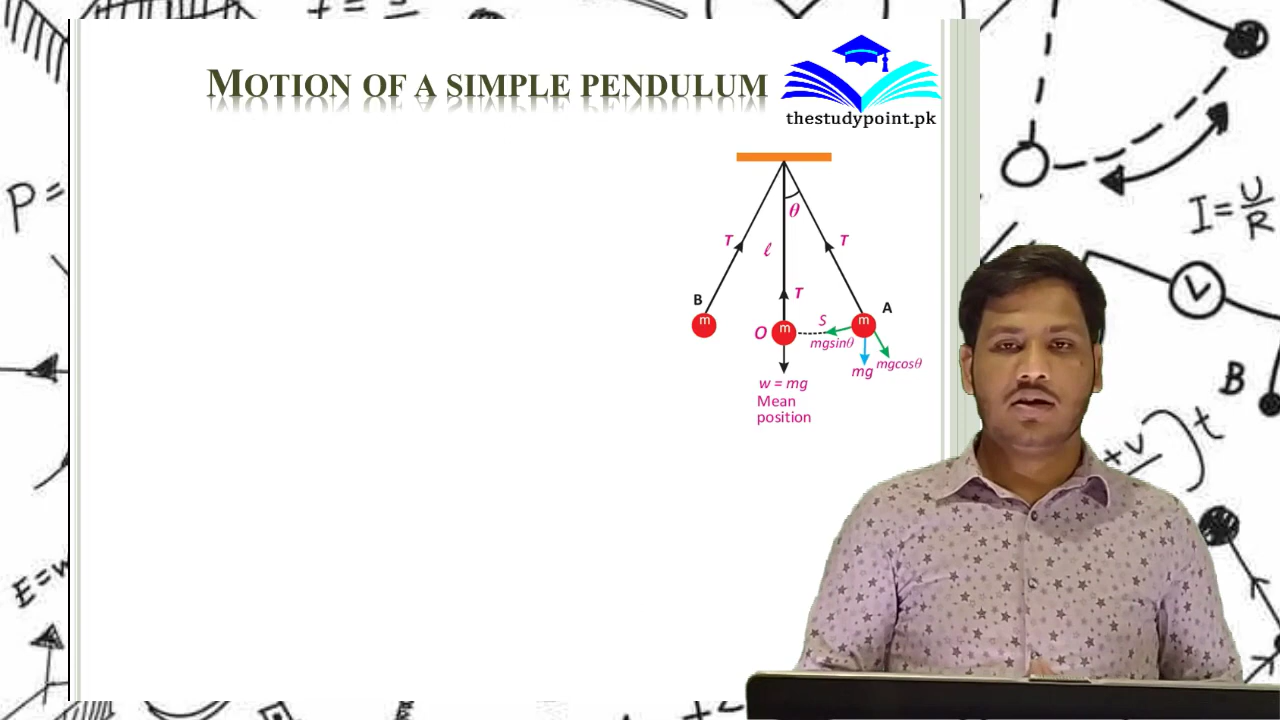 MOTION OF A SIMPLE PENDULUM
thestudypoint.pk
θ
T
T
ℓ
T
B
A
m
O
m
S
m
mgsinθ
mg
mgcosθ
w = mg
Mean
position
P=
I=U/R
V
B
+v
)t
E=